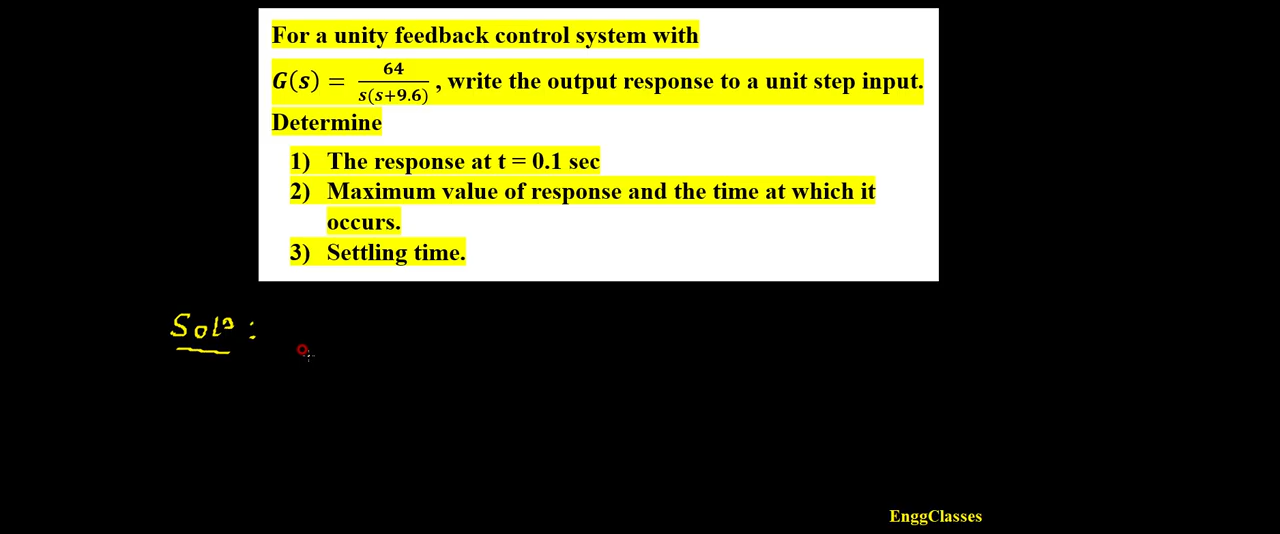 For a unity feedback control system with
G(s) = 64 / s(s+9.6) , write the output response to a unit step input.
Determine
1) The response at t = 0.1 sec
2) Maximum value of response and the time at which it
occurs.
3) Settling time.
Solⁿ :
EnggClasses